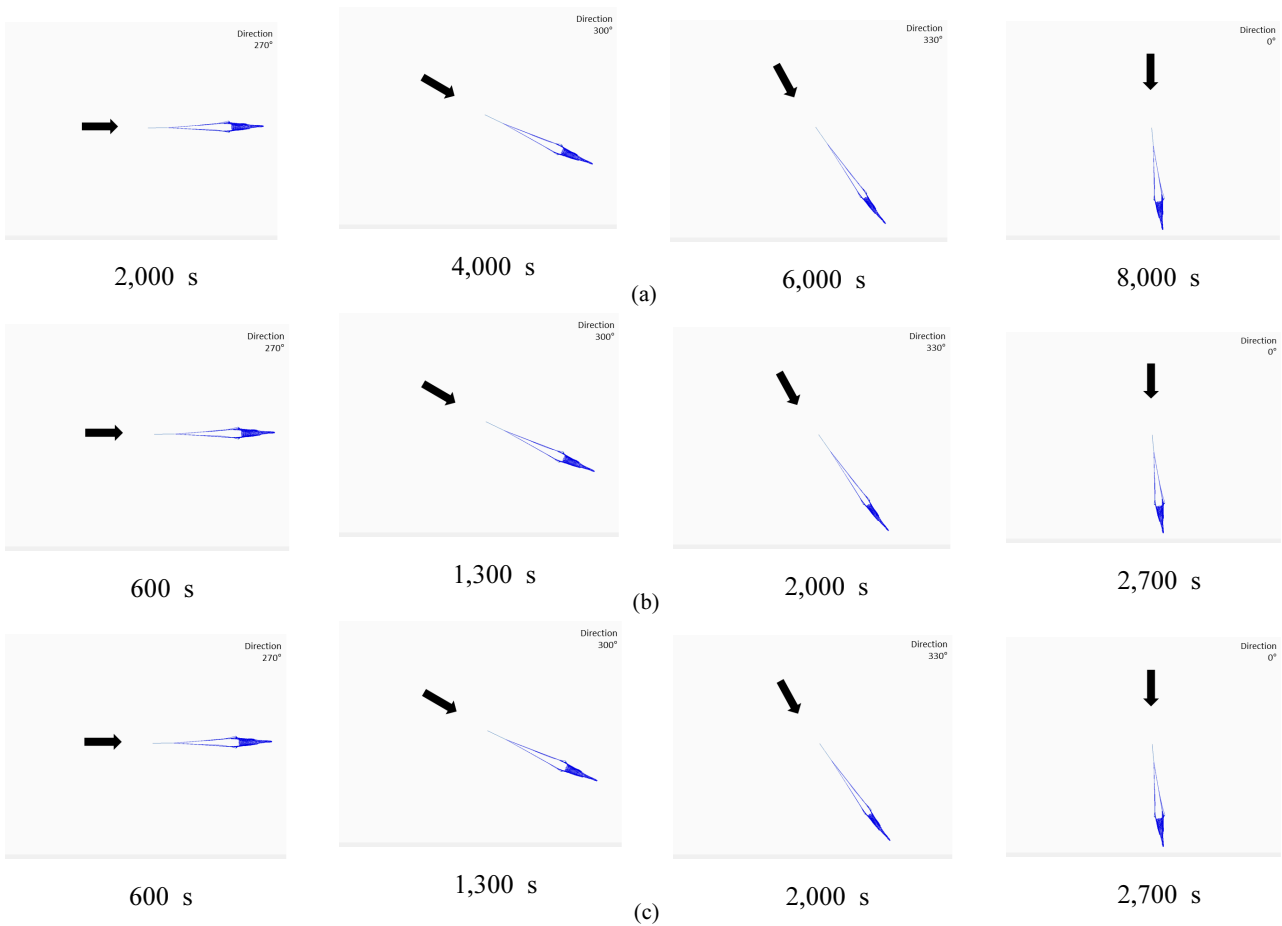 Direction
270°
Direction
300°
Direction
330°
Direction
0°
2,000 s
4,000 s
6,000 s
8,000 s
(a)
Direction
270°
Direction
300°
Direction
330°
Direction
0°
600 s
1,300 s
2,000 s
2,700 s
(b)
Direction
270°
Direction
300°
Direction
330°
Direction
0°
600 s
1,300 s
2,000 s
2,700 s
(c)